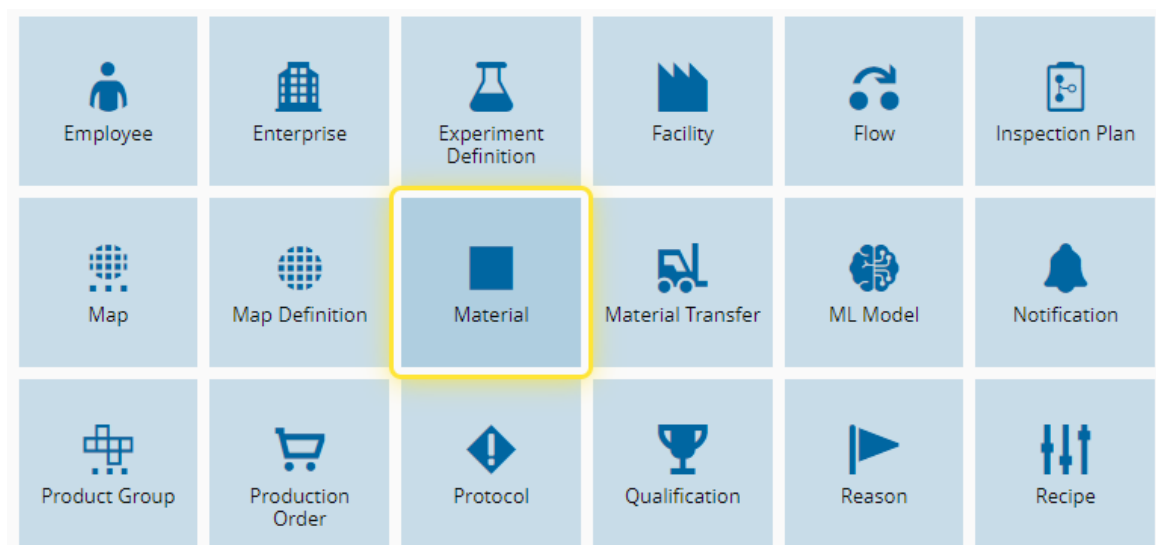 Employee
Enterprise
Experiment
Definition
Facility
Flow
Inspection Plan
Map
Map Definition
Material
Material Transfer
ML Model
Notification
Product Group
Production
Order
Protocol
Qualification
Reason
Recipe